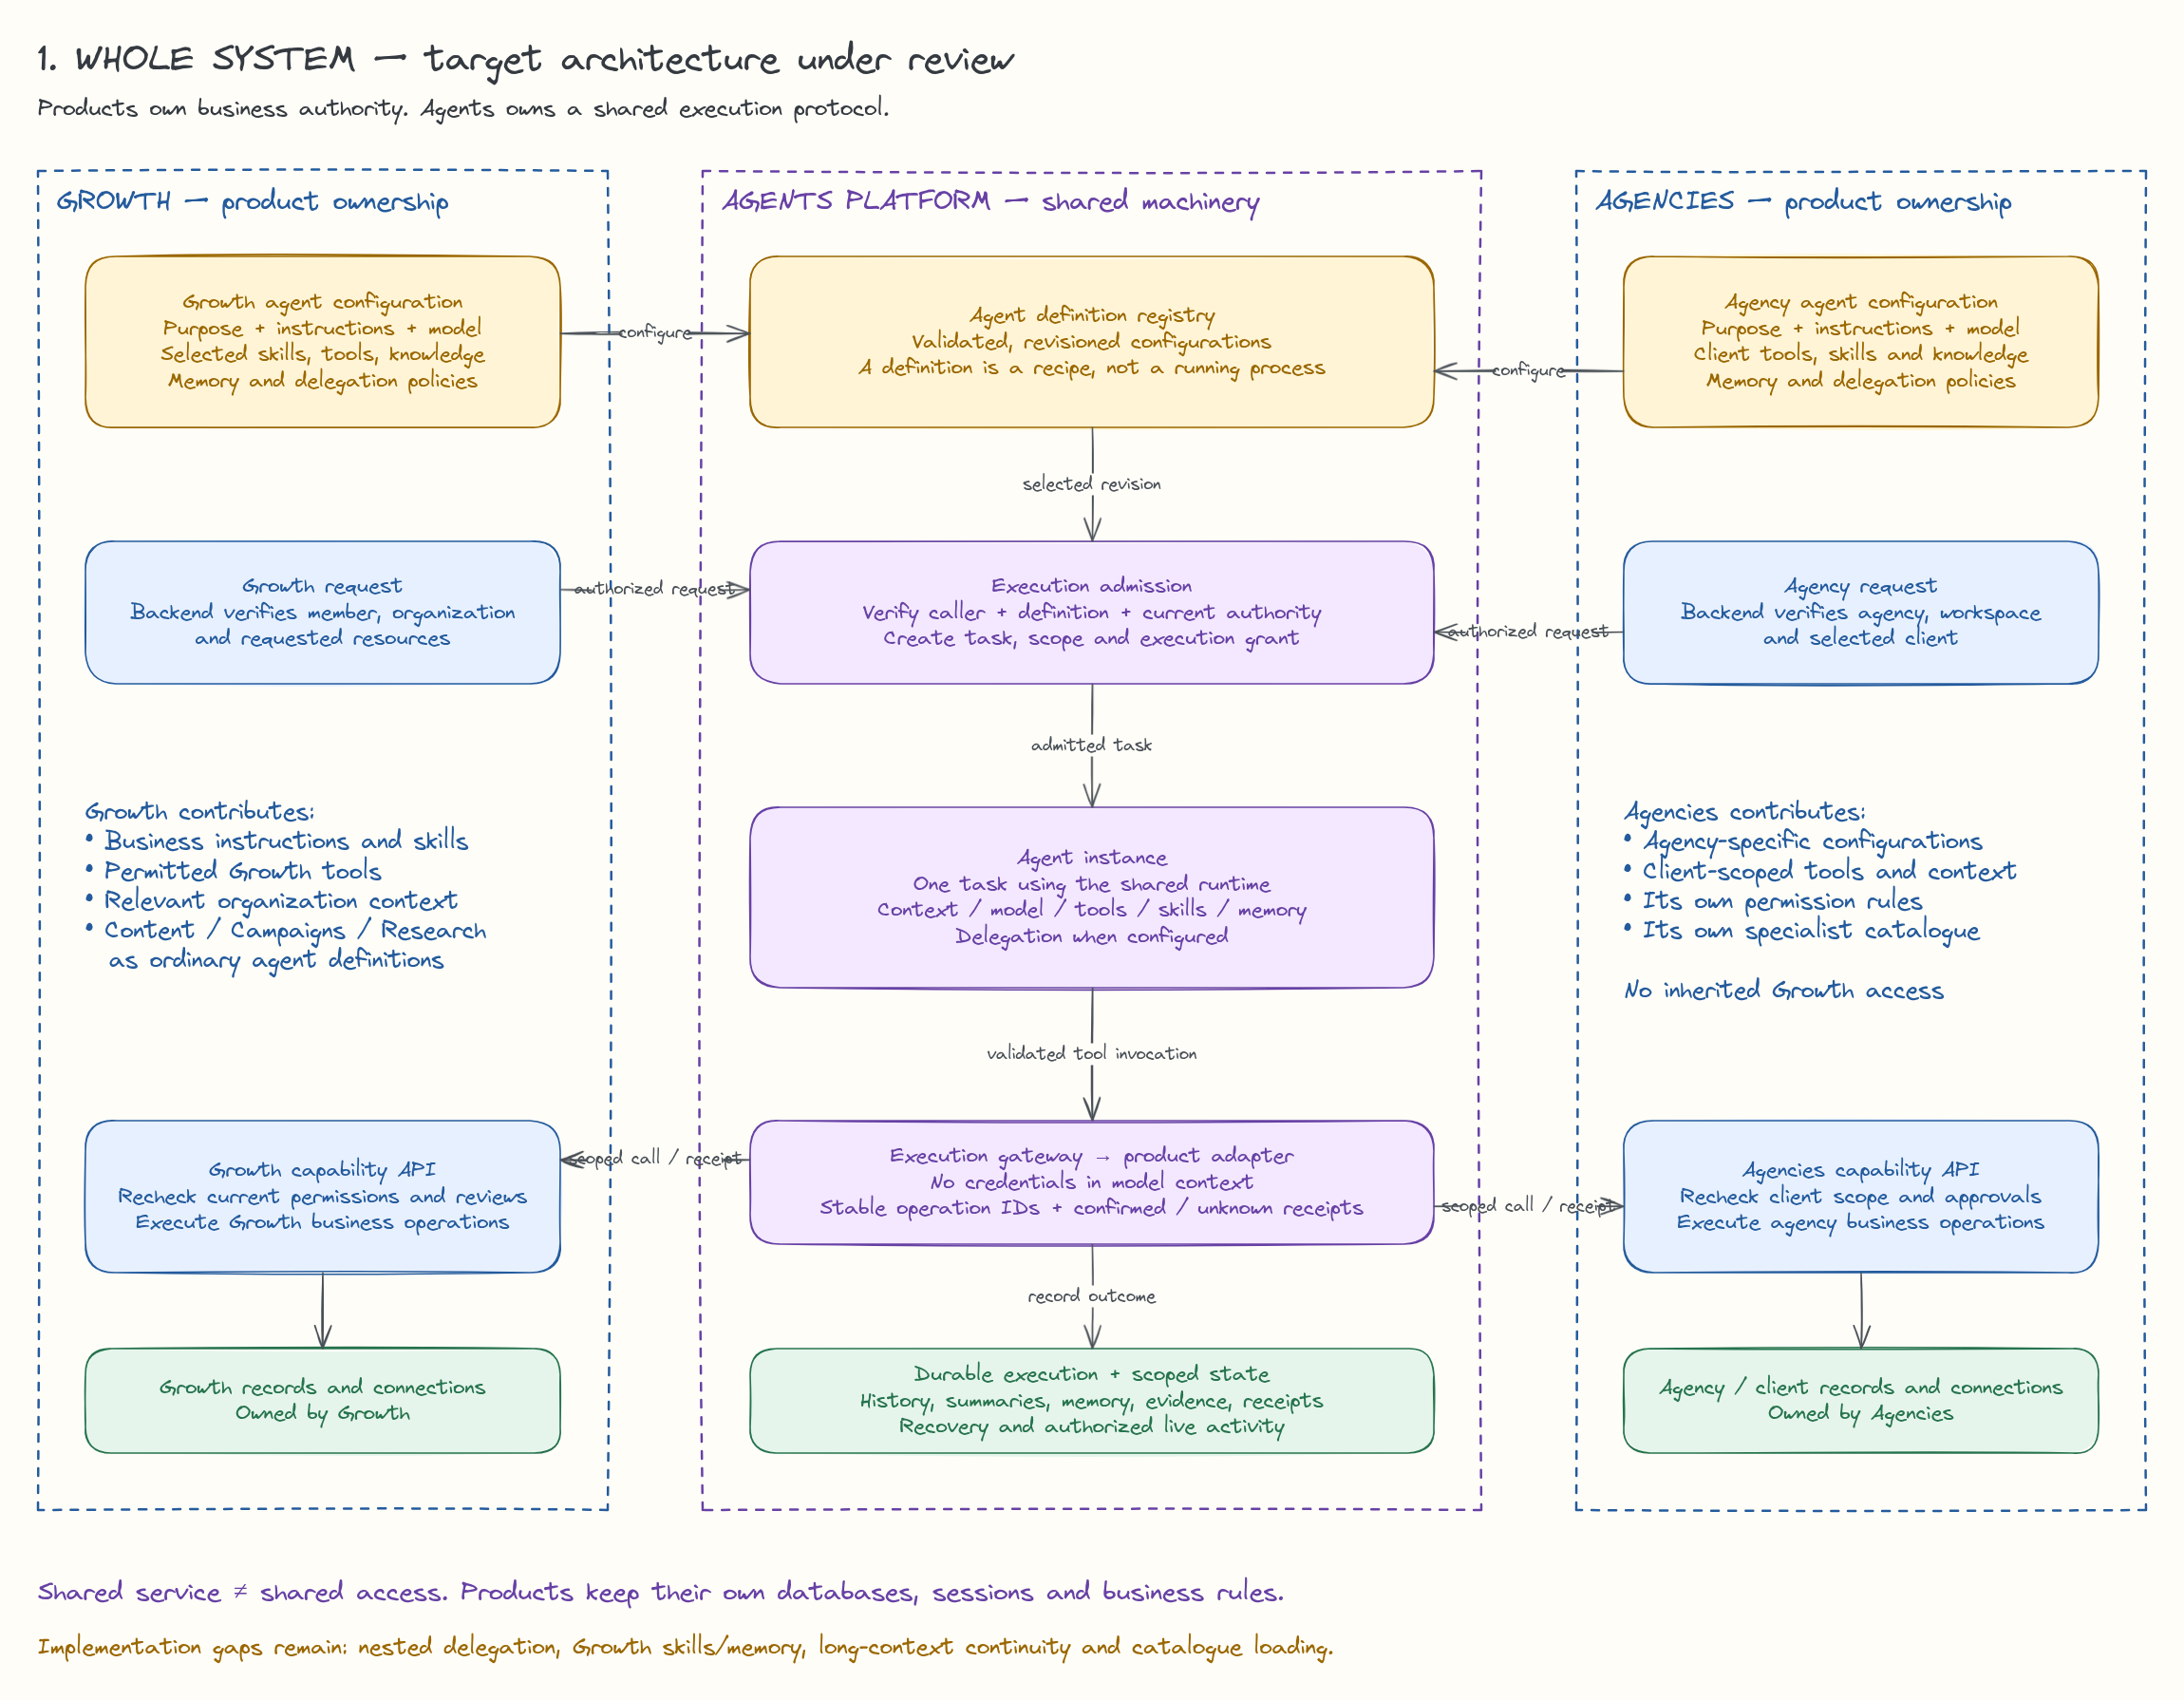 1. WHOLE SYSTEM — target architecture under review
Products own business authority. Agents owns a shared execution protocol.
GROWTH — product ownership
Growth agent configuration
Purpose + instructions + model
Selected skills, tools, knowledge
Memory and delegation policies
configure
Growth request
Backend verifies member, organization
and requested resources
authorized request
Growth contributes:
• Business instructions and skills
• Permitted Growth tools
• Relevant organization context
• Content / Campaigns / Research
as ordinary agent definitions
Growth capability API
Recheck current permissions and reviews
Execute Growth business operations
scoped call / receipt
Growth records and connections
Owned by Growth
AGENTS PLATFORM — shared machinery
Agent definition registry
Validated, revisioned configurations
A definition is a recipe, not a running process
selected revision
Execution admission
Verify caller + definition + current authority
Create task, scope and execution grant
admitted task
Agent instance
One task using the shared runtime
Context / model / tools / skills / memory
Delegation when configured
validated tool invocation
Execution gateway → product adapter
No credentials in model context
Stable operation IDs + confirmed / unknown receipts
record outcome
Durable execution + scoped state
History, summaries, memory, evidence, receipts
Recovery and authorized live activity
AGENCIES — product ownership
Agency agent configuration
Purpose + instructions + model
Client tools, skills and knowledge
Memory and delegation policies
configure
Agency request
Backend verifies agency, workspace
and selected client
authorized request
Agencies contributes:
• Agency-specific configurations
• Client-scoped tools and context
• Its own permission rules
• Its own specialist catalogue
No inherited Growth access
Agencies capability API
Recheck client scope and approvals
Execute agency business operations
scoped call / receipt
Agency / client records and connections
Owned by Agencies
Shared service ≠ shared access. Products keep their own databases, sessions and business rules.
Implementation gaps remain: nested delegation, Growth skills/memory, long-context continuity and catalogue loading.